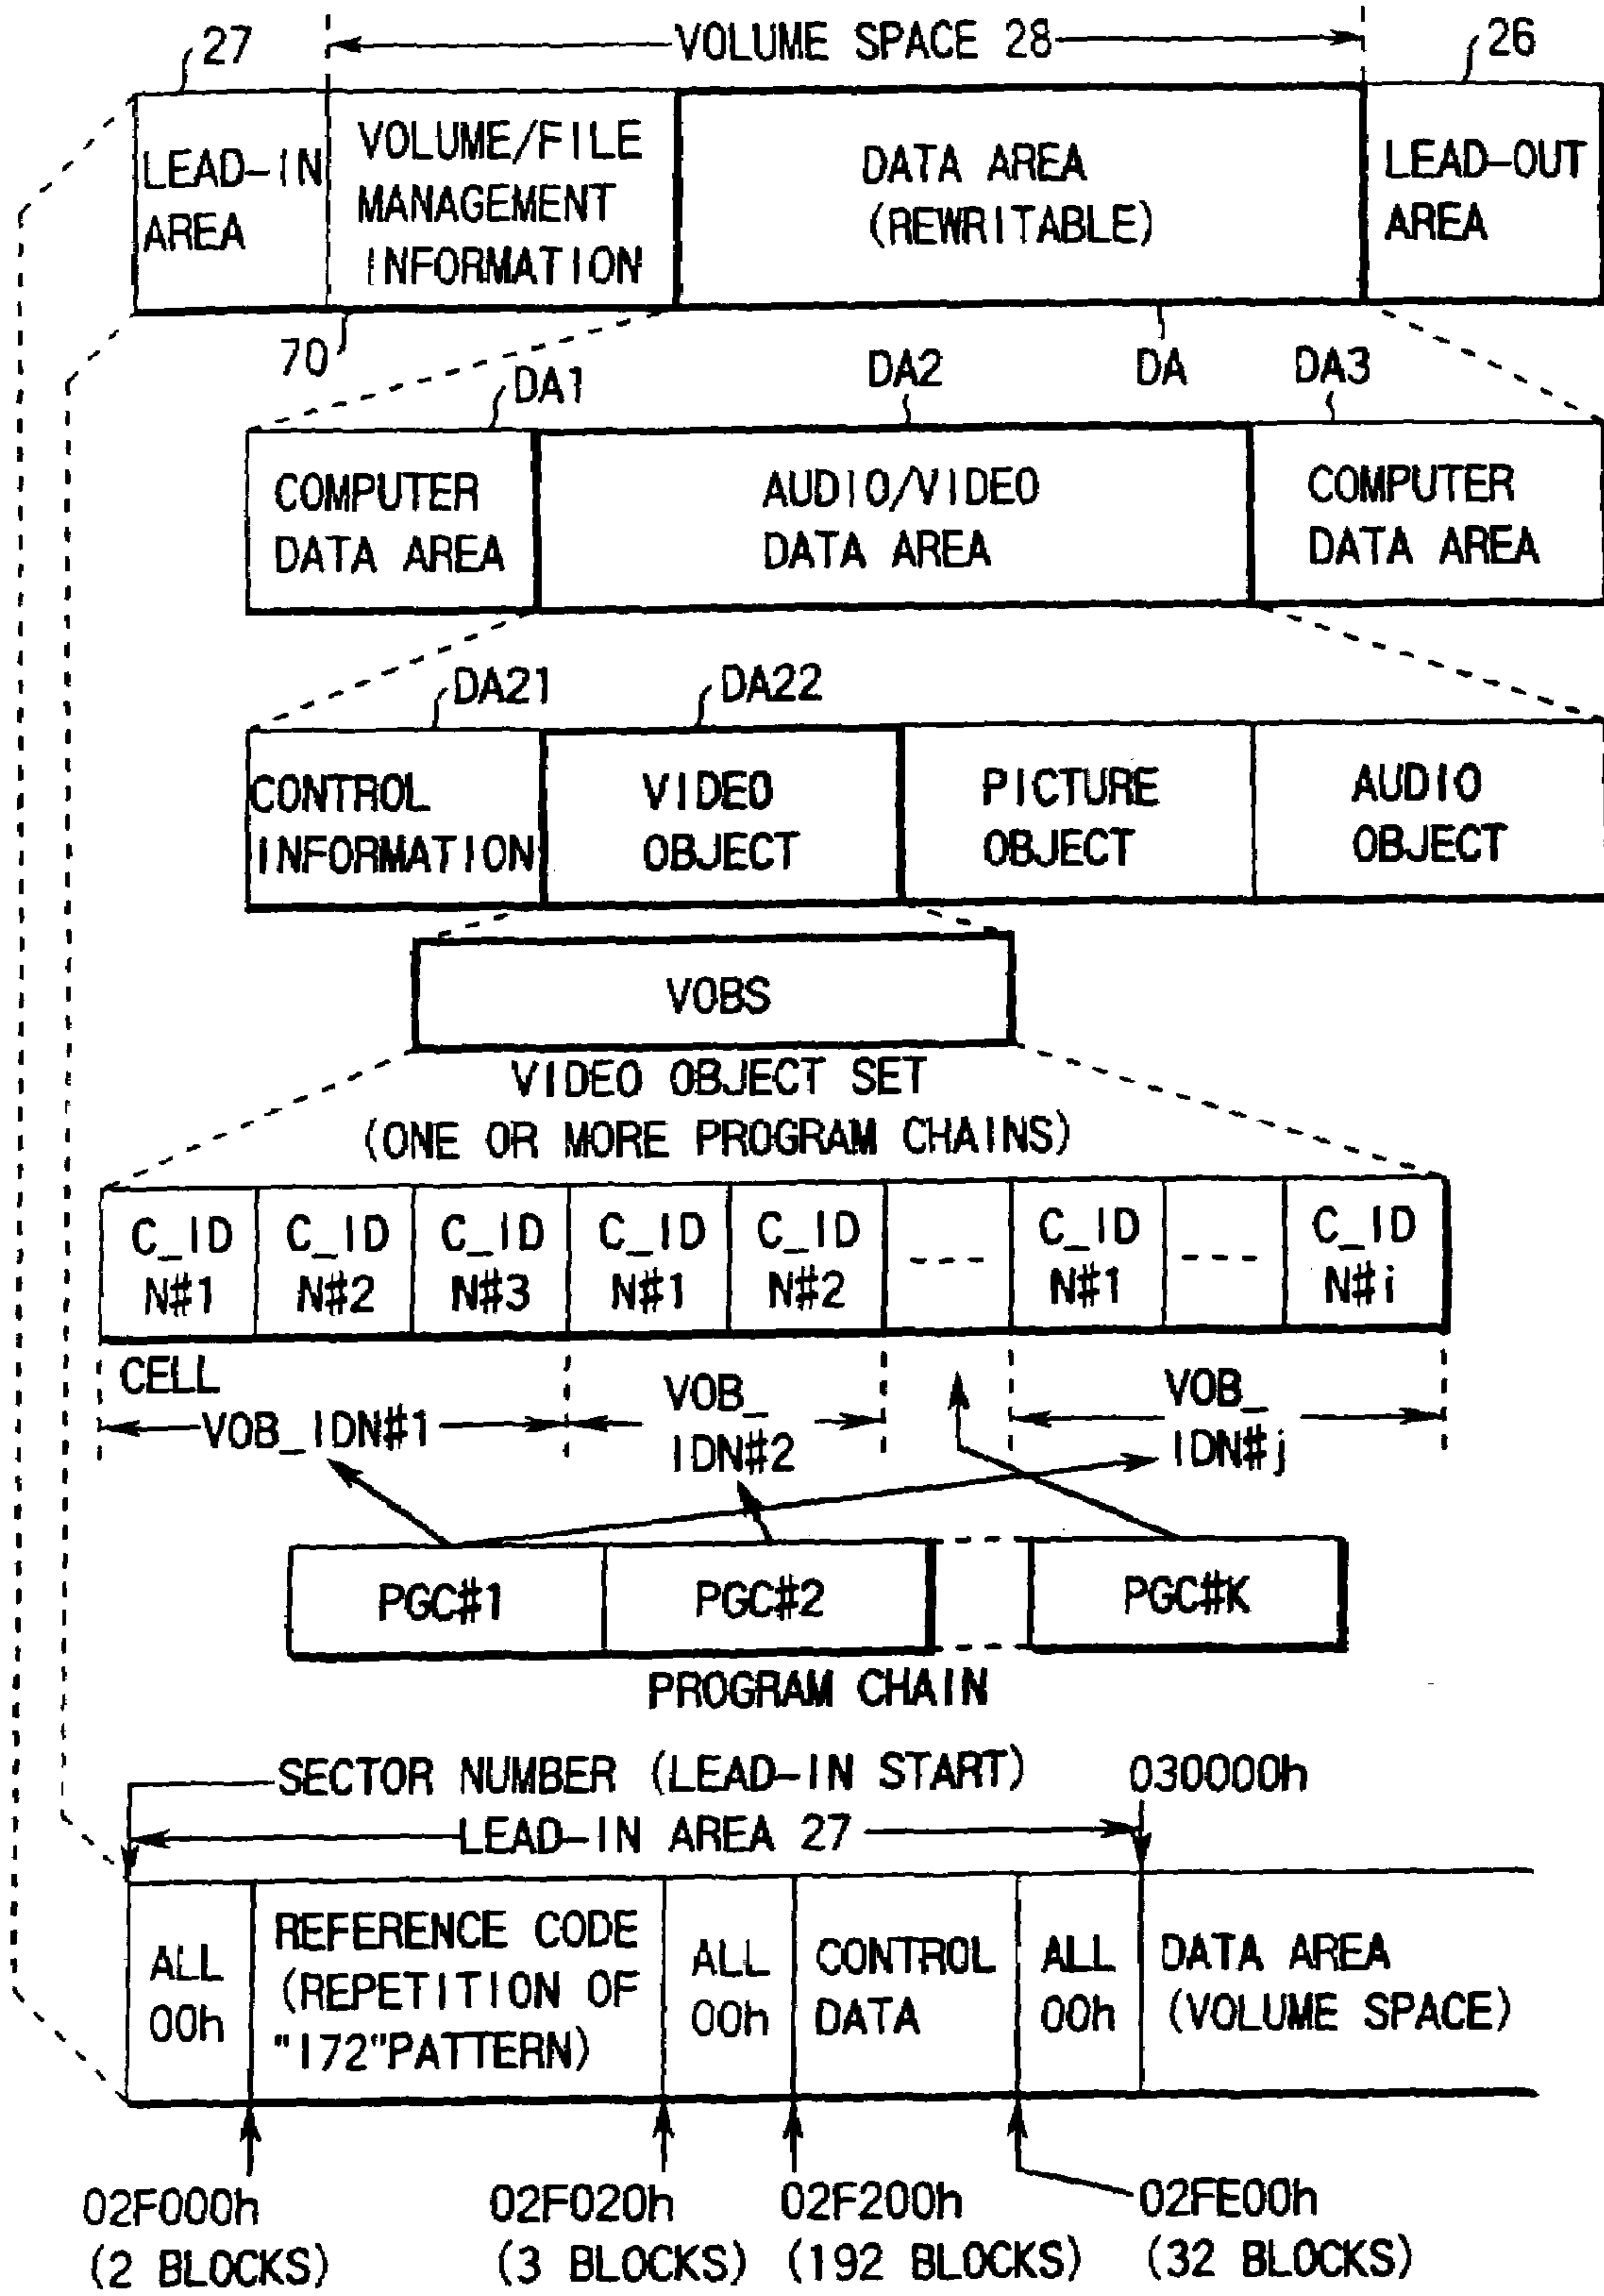 27
VOLUME SPACE 28
26
LEAD-IN
AREA
VOLUME/FILE
MANAGEMENT
INFORMATION
DATA AREA
(REWRITABLE)
LEAD-OUT
AREA
70
DA1
DA2
DA
DA3
COMPUTER
DATA AREA
AUDIO/VIDEO
DATA AREA
COMPUTER
DATA AREA
DA21
DA22
CONTROL
INFORMATION
VIDEO
OBJECT
PICTURE
OBJECT
AUDIO
OBJECT
VOBS
VIDEO OBJECT SET
(ONE OR MORE PROGRAM CHAINS)
C_ID
N#1
C_ID
N#2
C_ID
N#3
C_ID
N#1
C_ID
N#2
----
C_ID
N#1
----
C_ID
N#i
CELL
VOB_IDN#1
VOB_
IDN#2
VOB_
IDN#j
PGC#1
PGC#2
PGC#K
PROGRAM CHAIN
SECTOR NUMBER (LEAD-IN START)
030000h
LEAD-IN AREA 27
ALL
00h
REFERENCE CODE
(REPETITION OF
"172"PATTERN)
ALL
00h
CONTROL
DATA
ALL
00h
DATA AREA
(VOLUME SPACE)
02F000h
(2 BLOCKS)
02F020h
(3 BLOCKS)
02F200h
(192 BLOCKS)
02FE00h
(32 BLOCKS)